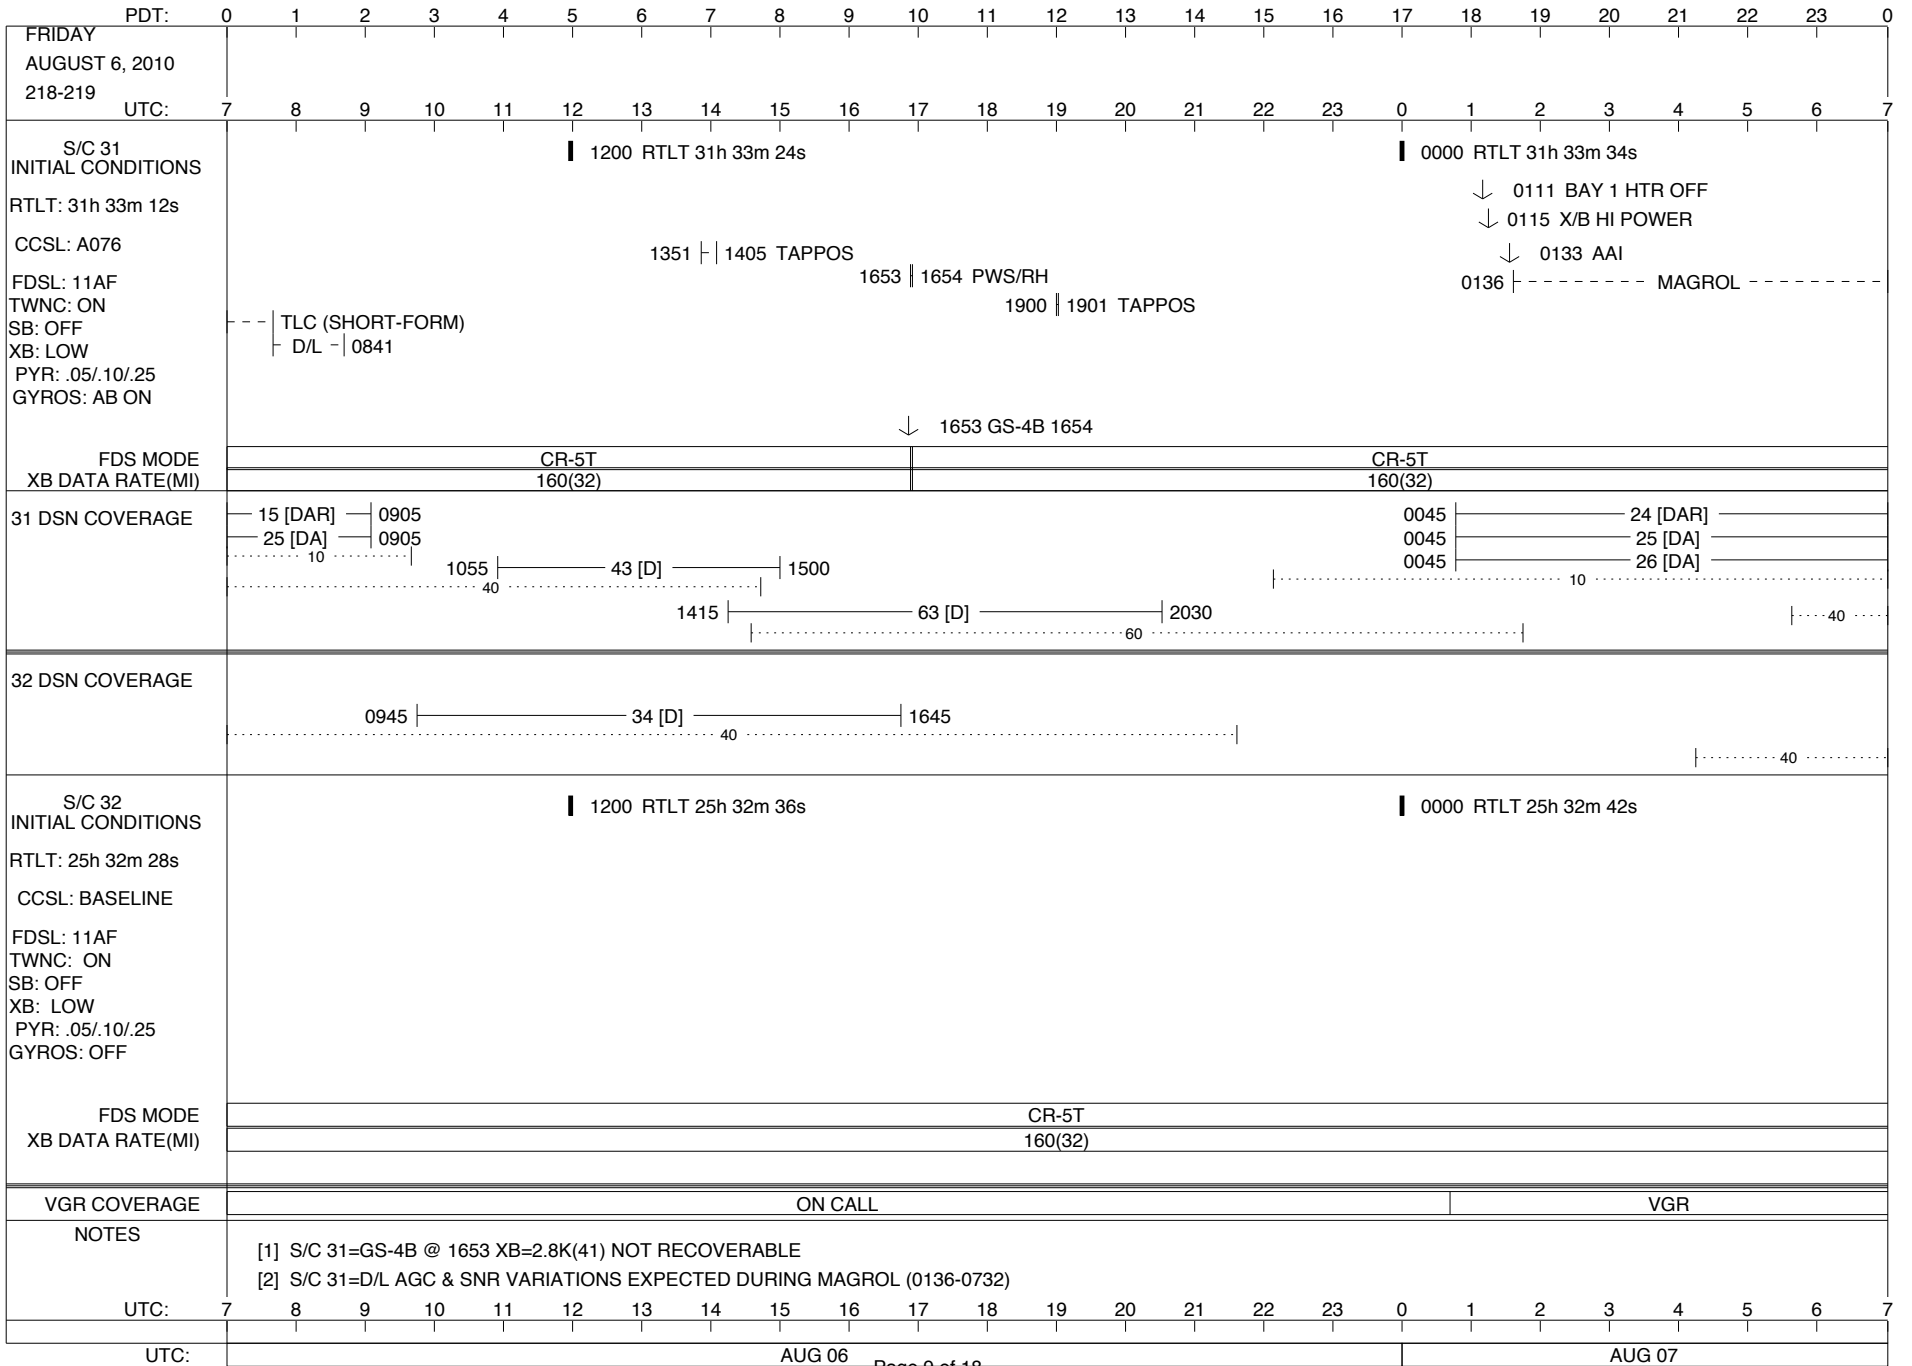 PDT: 0 1 2 3 4 5 6 7 8 9 10 11 12 13 14 15 16 17 18 19 20 21 22 23 0
FRIDAY
AUGUST 6, 2010
218-219
UTC: 7 8 9 10 11 12 13 14 15 16 17 18 19 20 21 22 23 0 1 2 3 4 5 6 7
S/C 31
INITIAL CONDITIONS
1200 RTLT 31h 33m 24s
0000 RTLT 31h 33m 34s
0111 BAY 1 HTR OFF
RTLT: 31h 33m 12s
0115 X/B HI POWER
CCSL: A076
1351 1405 TAPPOS
0133 AAI
FDSL: 11AF
1653 1654 PWS/RH
0136 MAGROL
TWNC: ON
1900 1901 TAPPOS
SB: OFF
TLC (SHORT-FORM)
XB: LOW
D/L 0841
PYR: .05/.10/.25
GYROS: AB ON
1653 GS-4B 1654
FDS MODE CR-5T CR-5T
XB DATA RATE(MI) 160(32) 160(32)
31 DSN COVERAGE
15 [DAR] 0905
0045 24 [DAR]
25 [DA] 0905
0045 25 [DA]
10
1055 43 [D] 1500
0045 26 [DA]
40
10
1415 63 [D] 2030
40
60
32 DSN COVERAGE
0945 34 [D] 1645
40
40
S/C 32
INITIAL CONDITIONS
1200 RTLT 25h 32m 36s
0000 RTLT 25h 32m 42s
RTLT: 25h 32m 28s
CCSL: BASELINE
FDSL: 11AF
TWNC: ON
SB: OFF
XB: LOW
PYR: .05/.10/.25
GYROS: OFF
FDS MODE CR-5T
XB DATA RATE(MI) 160(32)
VGR COVERAGE ON CALL VGR
NOTES
[1] S/C 31=GS-4B @ 1653 XB=2.8K(41) NOT RECOVERABLE
[2] S/C 31=D/L AGC & SNR VARIATIONS EXPECTED DURING MAGROL (0136-0732)
UTC: 7 8 9 10 11 12 13 14 15 16 17 18 19 20 21 22 23 0 1 2 3 4 5 6 7
UTC: AUG 06 AUG 07
Page 9 of 18